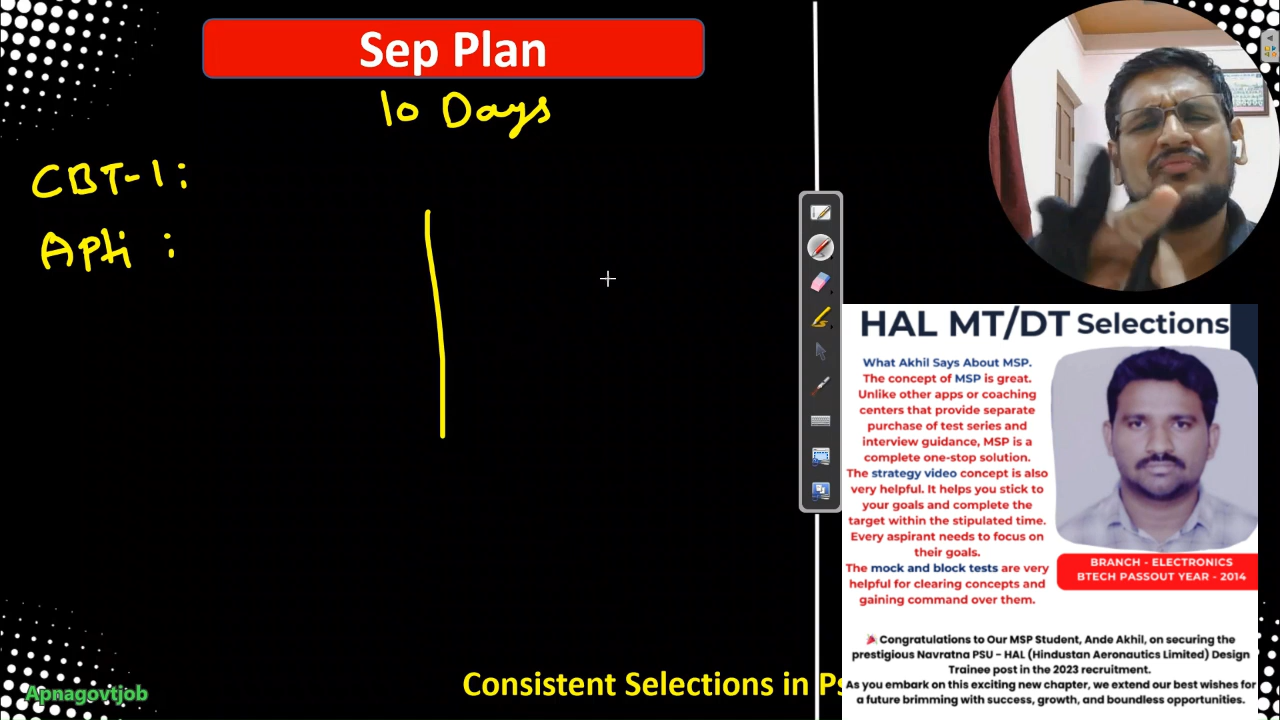 Sep Plan
10 Days
CBT-1:
Apti :
HAL MT/DT Selections
What Akhil Says About MSP.
The concept of MSP is great.
Unlike other apps or coaching
centers that provide separate
purchase of test series and
interview guidance, MSP is a
complete one-stop solution.
The strategy video concept is also
very helpful. It helps you stick to
your goals and complete the
target within the stipulated time.
Every aspirant needs to focus on
their goals.
The mock and block tests are very
helpful for clearing concepts and
gaining command over them.
BRANCH - ELECTRONICS
BTECH PASSOUT YEAR - 2014
🎉 Congratulations to Our MSP Student, Ande Akhil, on securing the
prestigious Navratna PSU - HAL (Hindustan Aeronautics Limited) Design
Trainee post in the 2023 recruitment.
As you embark on this exciting new chapter, we extend our best wishes for
a future brimming with success, growth, and boundless opportunities.
Consistent Selections in Ps
Apnagovtjob